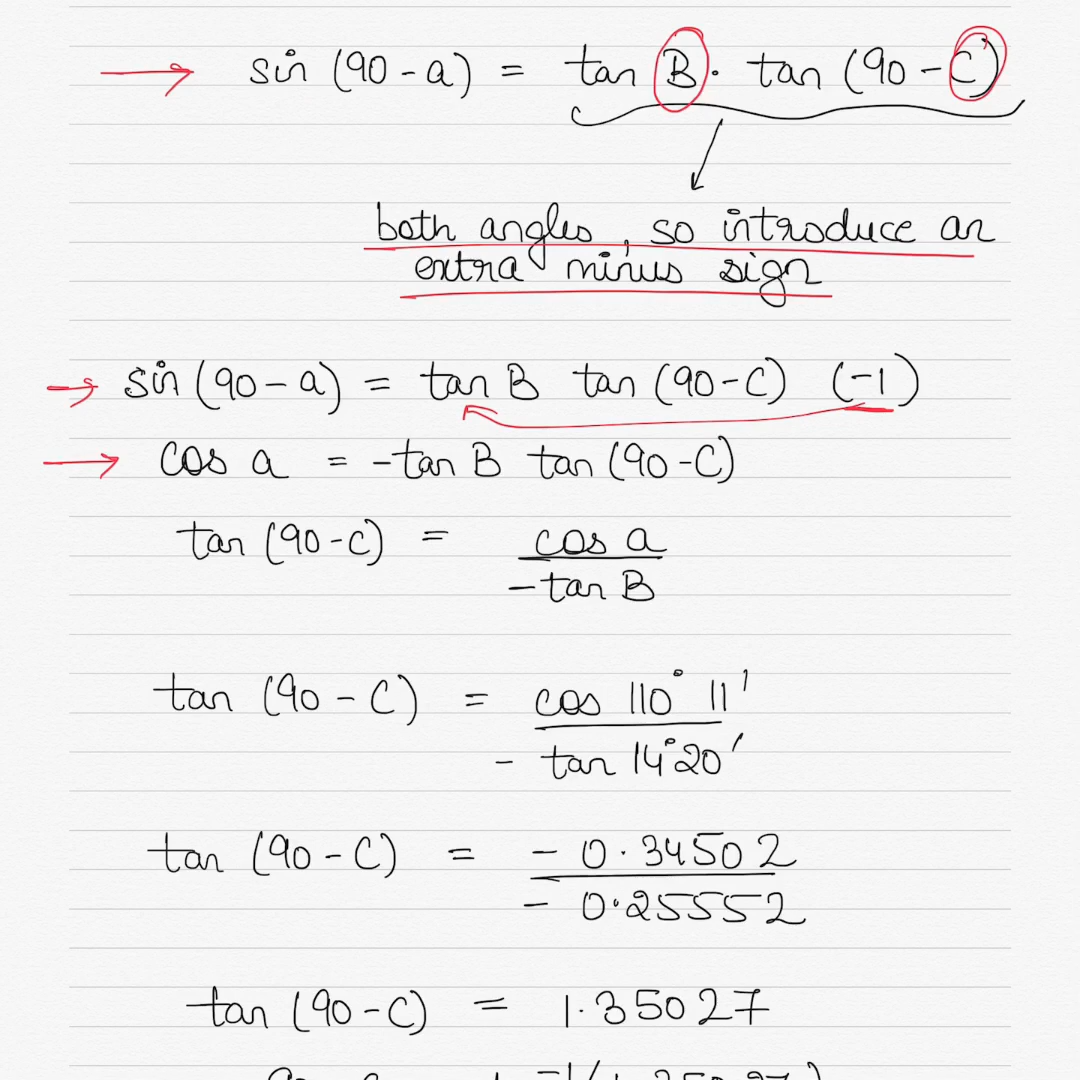 sin (90 - a) = tan B . tan (90 - C)
both angles, so introduce an
extra minus sign
sin (90 - a) = tan B tan (90 - C) (-1)
cos a = - tan B tan (90 - C)
tan (90 - C) = cos a
- tan B
tan (90 - C) = cos 110° 11'
- tan 14° 20'
tan (90 - C) = - 0.34502
- 0.25552
tan (90 - C) = 1.35027